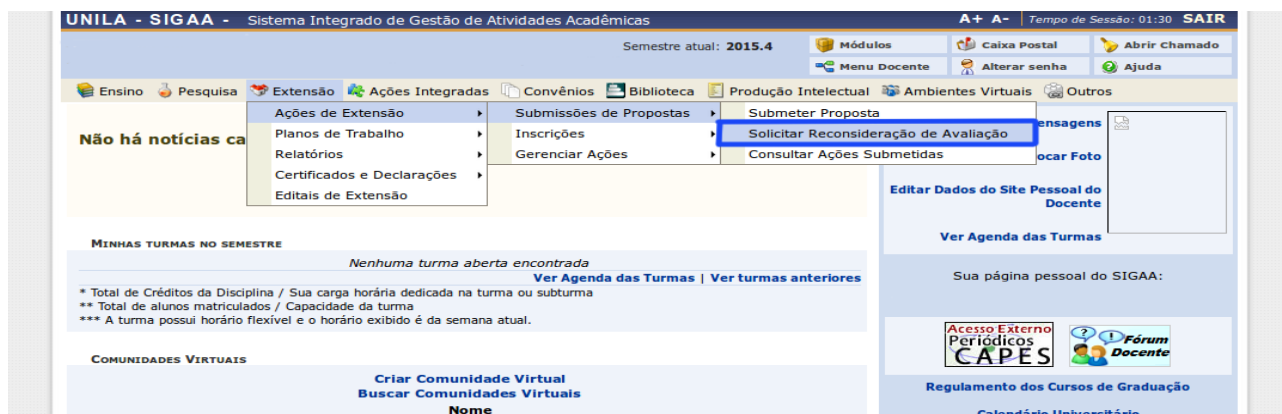 UNILA - SIGAA - Sistema Integrado de Gestão de Atividades Acadêmicas A+ A- | Tempo de Sessão: 01:30 SAIR
Semestre atual: 2015.4 Módulos Caixa Postal Abrir Chamado
Menu Docente Alterar senha Ajuda
Ensino Pesquisa Extensão Ações Integradas Convênios Biblioteca Produção Intelectual Ambientes Virtuais Outros
Ações de Extensão Submissões de Propostas Submeter Proposta
Não há notícias ca Planos de Trabalho Inscrições Solicitar Reconsideração de Avaliação ensagens
Relatórios Gerenciar Ações Consultar Ações Submetidas ocar Foto
Certificados e Declarações
Editais de Extensão
Editar Dados do Site Pessoal do
Docente
Ver Agenda das Turmas
MINHAS TURMAS NO SEMESTRE
Nenhuma turma aberta encontrada
Ver Agenda das Turmas | Ver turmas anteriores
* Total de Créditos da Disciplina / Sua carga horária dedicada na turma ou subturma
** Total de alunos matriculados / Capacidade da turma
*** A turma possui horário flexível e o horário exibido é da semana atual.
Sua página pessoal do SIGAA:
COMUNIDADES VIRTUAIS
Criar Comunidade Virtual
Buscar Comunidades Virtuais
Nome
Acesso Externo
Periódicos
CAPES
Fórum
Docente
Regulamento dos Cursos de Graduação
Calendário Universitário